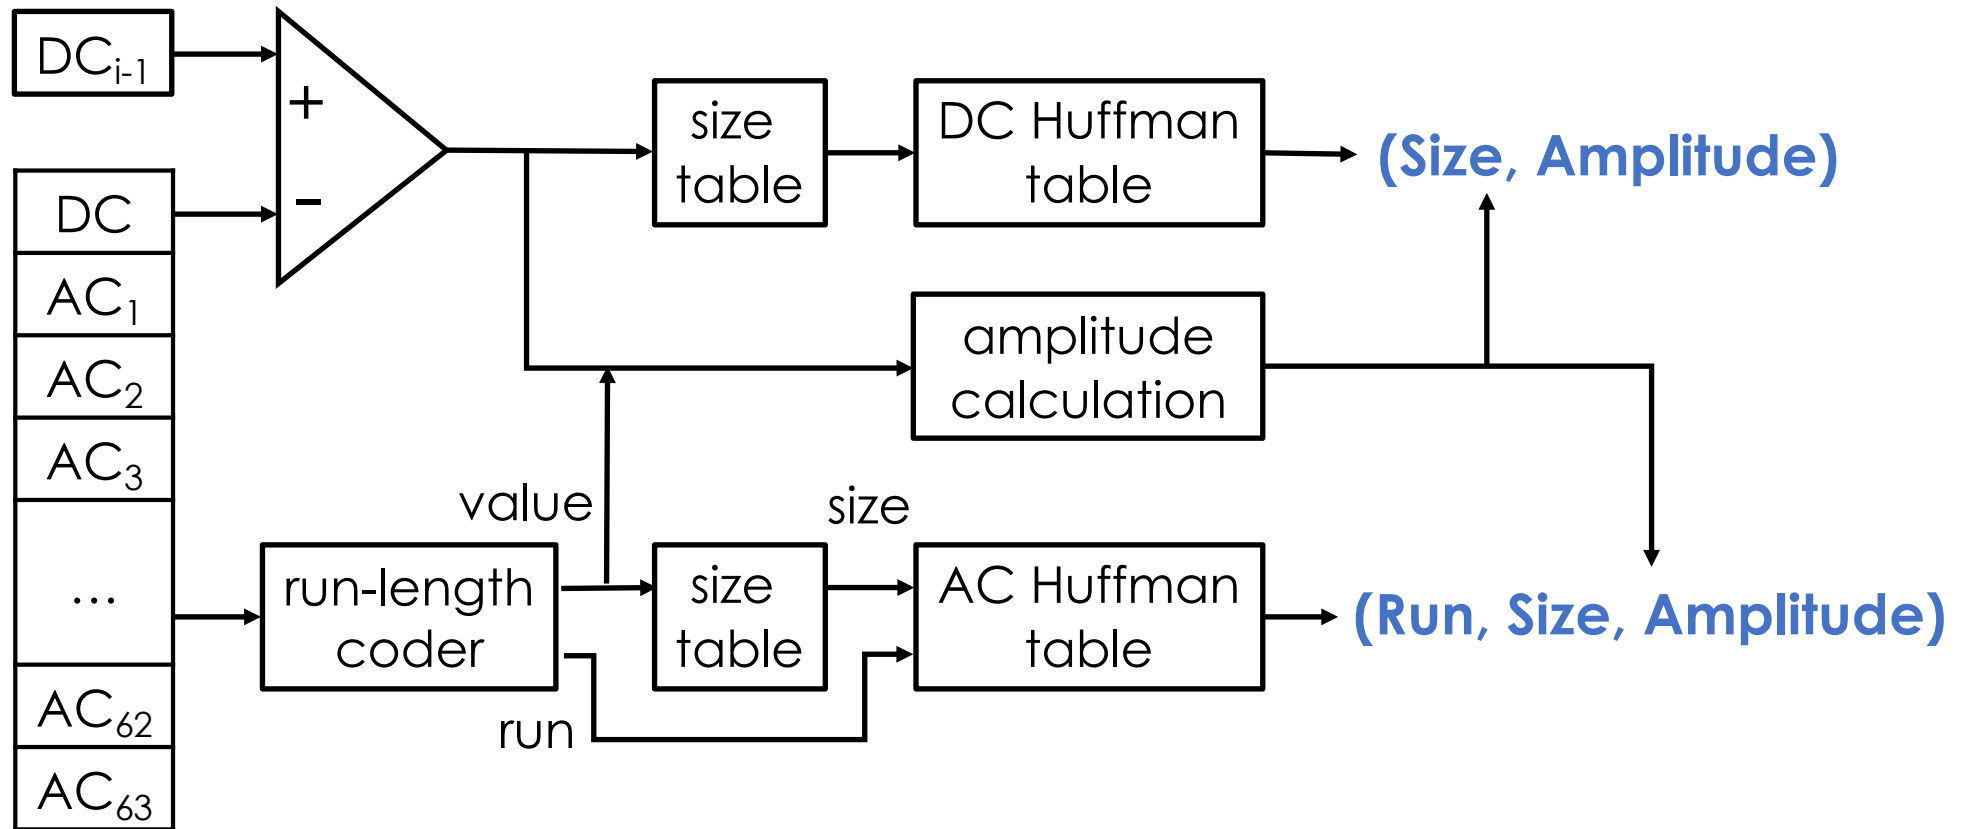 DCi-1
+
-
DC
AC1
AC2
AC3
...
AC62
AC63
size
table
DC Huffman
table
(Size, Amplitude)
amplitude
calculation
value
size
run-length
coder
size
table
AC Huffman
table
(Run, Size, Amplitude)
run